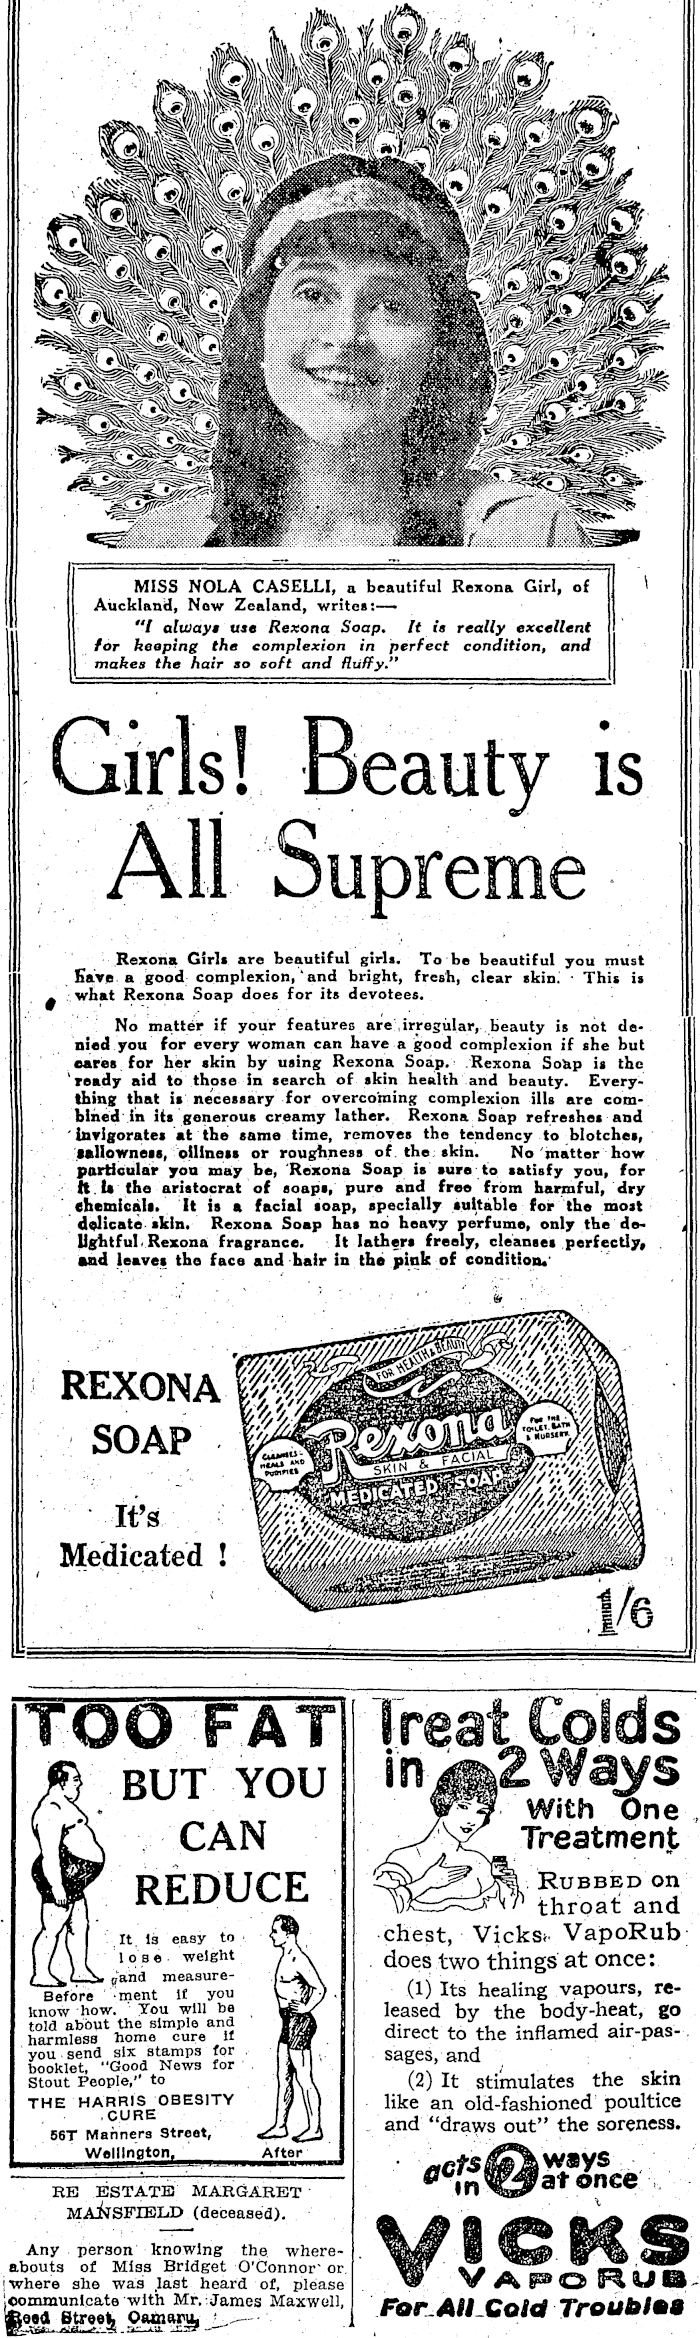 MISS NOLA CASELLI, a beautiful Rexona Girl, of
Auckland, New Zealand, writes:—
"I always use Rexona Soap. It is really excellent
for keeping the complexion in perfect condition, and
makes the hair so soft and fluffy."
Girls! Beauty is
All Supreme
Rexona Girls are beautiful girls. To be beautiful you must
have a good complexion, and bright, fresh, clear skin. This is
what Rexona Soap does for its devotees.
No matter if your features are irregular, beauty is not de-
nied you for every woman can have a good complexion if she but
cares for her skin by using Rexona Soap. Rexona Soap is the
ready aid to those in search of skin health and beauty. Every-
thing that is necessary for overcoming complexion ills are com-
bined in its generous creamy lather. Rexona Soap refreshes and
invigorates at the same time, removes the tendency to blotches,
sallowness, oiliness or roughness of the skin. No matter how
particular you may be, Rexona Soap is sure to satisfy you, for
it is the aristocrat of soaps, pure and free from harmful, dry
chemicals. It is a facial soap, specially suitable for the most
delicate skin. Rexona Soap has no heavy perfume, only the de-
lightful Rexona fragrance. It lathers freely, cleanses perfectly,
and leaves the face and hair in the pink of condition.
REXONA
SOAP
It's
Medicated !
FOR HEALTH & BEAUTY
Rexona
SKIN & FACIAL
MEDICATED SOAP
CLEANSES-
HEALS AND
PURIFIES
FOR THE
TOILET, BATH
& NURSERY.
1/6
TOO FAT
BUT YOU
CAN
REDUCE
It is easy to
lose weight
and measure-
Before ment if you
know how. You will be
told about the simple and
harmless home cure if
you send six stamps for
booklet, "Good News for
Stout People," to
THE HARRIS OBESITY
CURE
56T Manners Street,
Wellington,
After
RE ESTATE MARGARET
MANSFIELD (deceased).
Any person knowing the where-
abouts of Miss Bridget O'Connor or
where she was last heard of, please
communicate with Mr. James Maxwell,
Reed Street, Oamaru,
Treat Colds
in 2 Ways
With One
Treatment
RUBBED on
throat and
chest, Vicks VapoRub
does two things at once:
(1) Its healing vapours, re-
leased by the body-heat, go
direct to the inflamed air-pas-
sages, and
(2) It stimulates the skin
like an old-fashioned poultice
and "draws out" the soreness.
acts in 2 ways at once
VICKS
VAPORUB
For All Cold Troubles